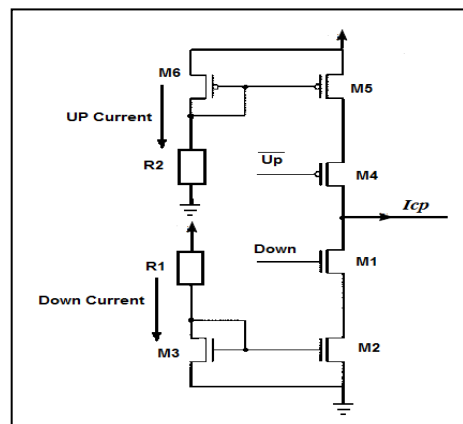 M6
M5
UP Current
R2
Up
M4
Icp
Down
M1
R1
Down Current
M3
M2